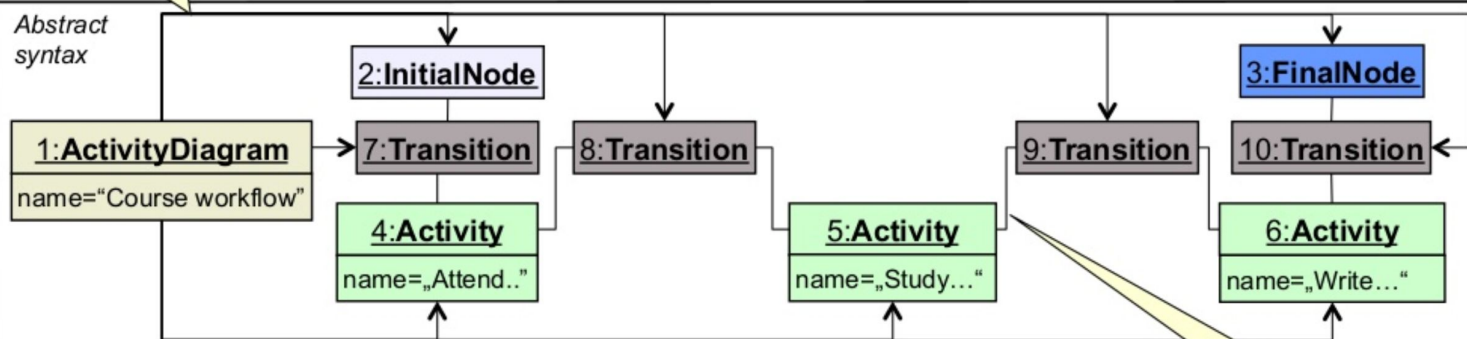 Abstract
syntax
2:InitialNode
3:FinalNode
1:ActivityDiagram
7:Transition
8:Transition
9:Transition
10:Transition
name=“Course workflow”
4:Activity
5:Activity
6:Activity
name=„Attend..”
name=„Study...“
name=„Write...“